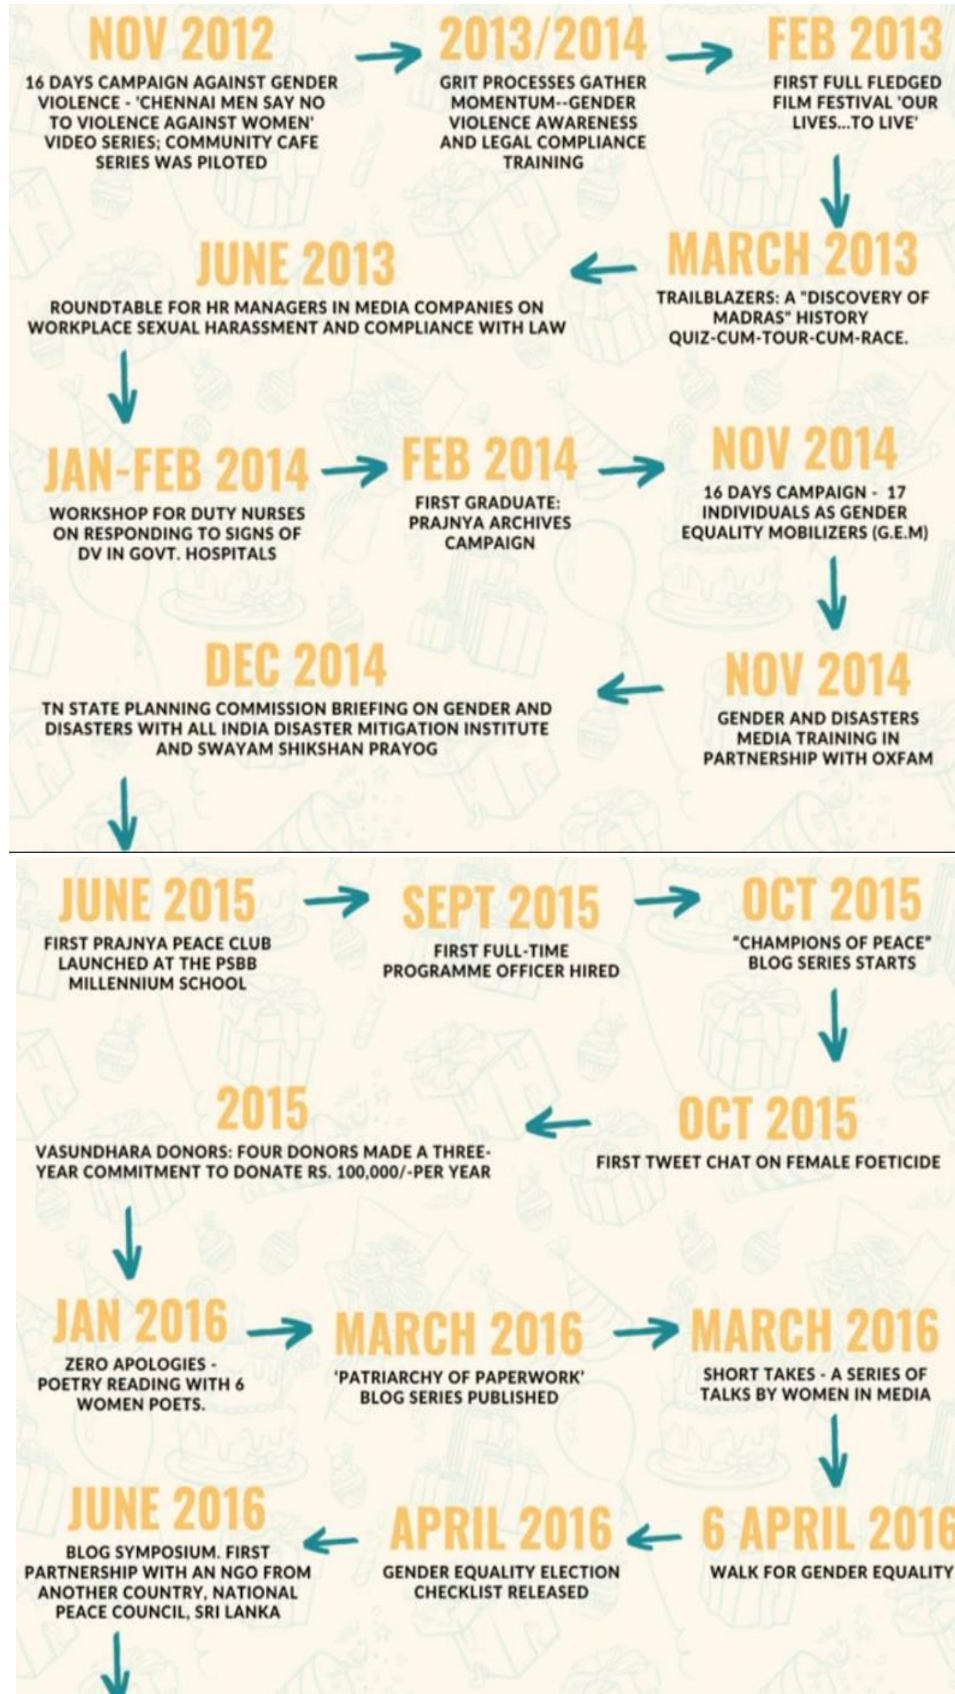 NOV 2012
16 DAYS CAMPAIGN AGAINST GENDER
VIOLENCE - 'CHENNAI MEN SAY NO
TO VIOLENCE AGAINST WOMEN'
VIDEO SERIES; COMMUNITY CAFE
SERIES WAS PILOTED
2013/2014
GRIT PROCESSES GATHER
MOMENTUM--GENDER
VIOLENCE AWARENESS
AND LEGAL COMPLIANCE
TRAINING
FEB 2013
FIRST FULL FLEDGED
FILM FESTIVAL 'OUR
LIVES...TO LIVE'
MARCH 2013
TRAILBLAZERS: A "DISCOVERY OF
MADRAS" HISTORY
QUIZ-CUM-TOUR-CUM-RACE.
JUNE 2013
ROUNDTABLE FOR HR MANAGERS IN MEDIA COMPANIES ON
WORKPLACE SEXUAL HARASSMENT AND COMPLIANCE WITH LAW
JAN-FEB 2014
WORKSHOP FOR DUTY NURSES
ON RESPONDING TO SIGNS OF
DV IN GOVT. HOSPITALS
FEB 2014
FIRST GRADUATE:
PRAJNYA ARCHIVES
CAMPAIGN
NOV 2014
16 DAYS CAMPAIGN - 17
INDIVIDUALS AS GENDER
EQUALITY MOBILIZERS (G.E.M)
NOV 2014
GENDER AND DISASTERS
MEDIA TRAINING IN
PARTNERSHIP WITH OXFAM
DEC 2014
TN STATE PLANNING COMMISSION BRIEFING ON GENDER AND
DISASTERS WITH ALL INDIA DISASTER MITIGATION INSTITUTE
AND SWAYAM SHIKSHAN PRAYOG
JUNE 2015
FIRST PRAJNYA PEACE CLUB
LAUNCHED AT THE PSBB
MILLENNIUM SCHOOL
SEPT 2015
FIRST FULL-TIME
PROGRAMME OFFICER HIRED
OCT 2015
"CHAMPIONS OF PEACE"
BLOG SERIES STARTS
OCT 2015
FIRST TWEET CHAT ON FEMALE FOETICIDE
2015
VASUNDHARA DONORS: FOUR DONORS MADE A THREE-
YEAR COMMITMENT TO DONATE RS. 100,000/-PER YEAR
JAN 2016
ZERO APOLOGIES -
POETRY READING WITH 6
WOMEN POETS.
MARCH 2016
'PATRIARCHY OF PAPERWORK'
BLOG SERIES PUBLISHED
MARCH 2016
SHORT TAKES - A SERIES OF
TALKS BY WOMEN IN MEDIA
6 APRIL 2016
WALK FOR GENDER EQUALITY
APRIL 2016
GENDER EQUALITY ELECTION
CHECKLIST RELEASED
JUNE 2016
BLOG SYMPOSIUM. FIRST
PARTNERSHIP WITH AN NGO FROM
ANOTHER COUNTRY, NATIONAL
PEACE COUNCIL, SRI LANKA